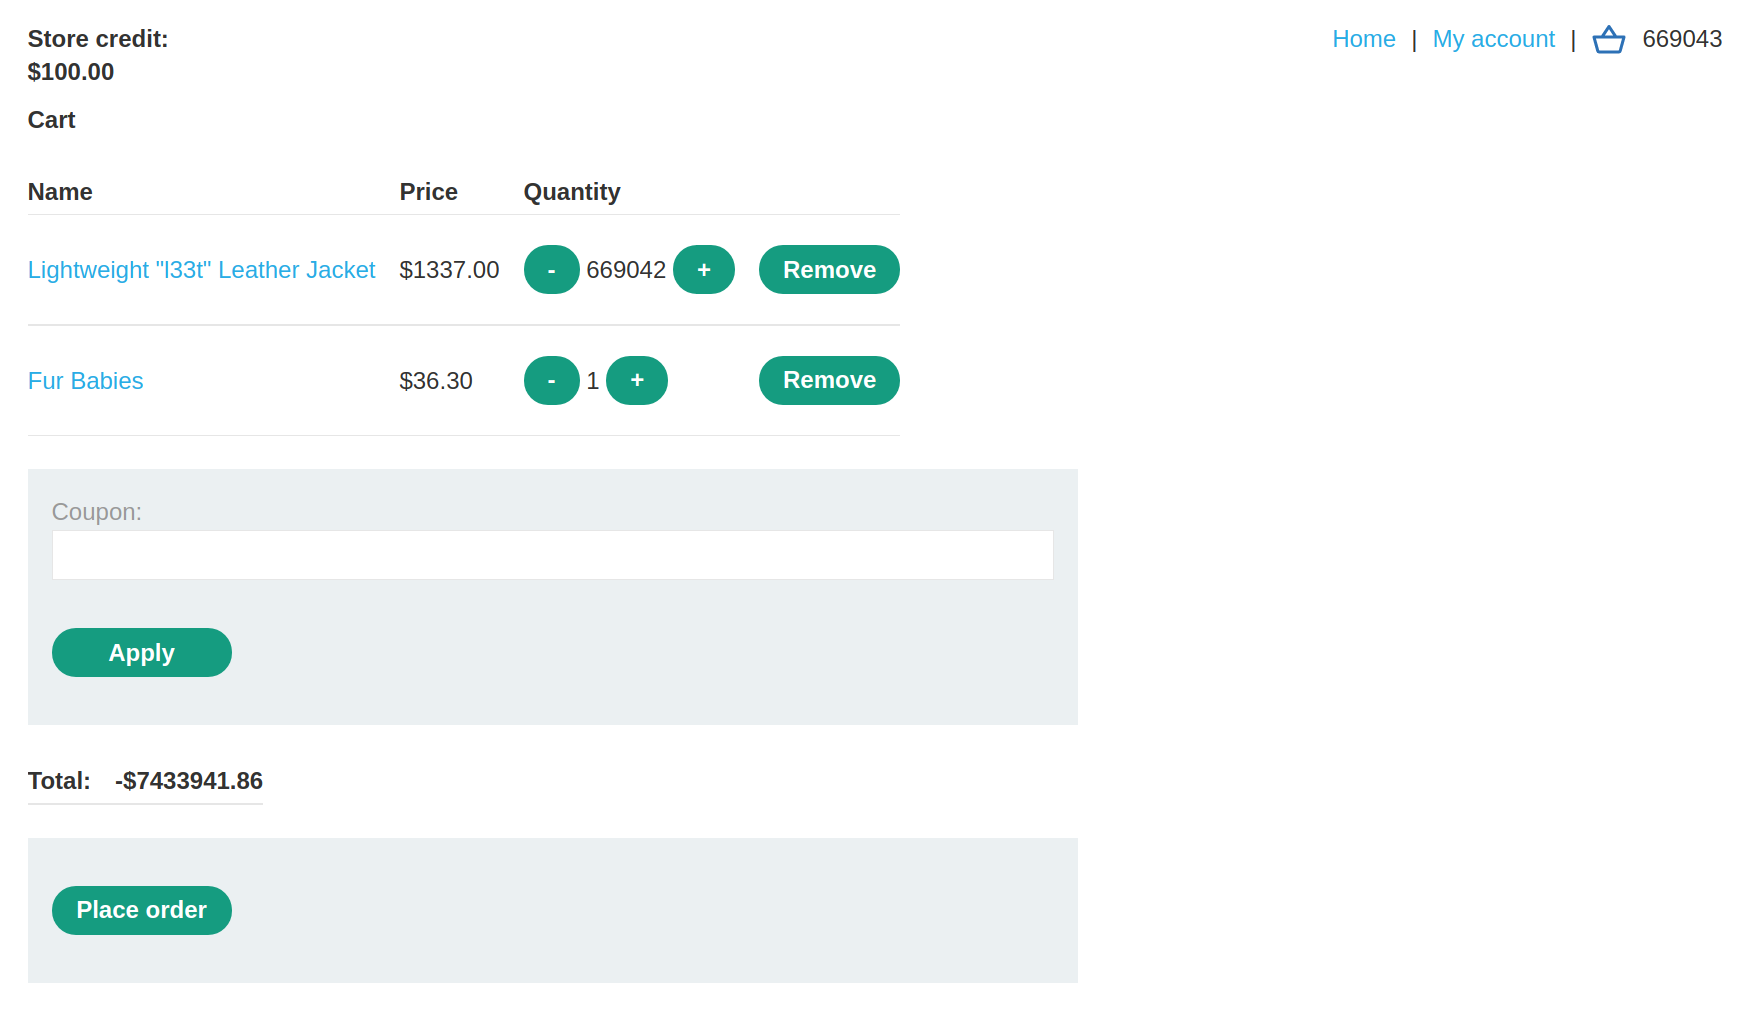 Store credit:
$100.00
Home | My account | 669043
Cart
Name Price Quantity
Lightweight "l33t" Leather Jacket $1337.00 - 669042 + Remove
Fur Babies $36.30 - 1 + Remove
Coupon:
Apply
Total: -$7433941.86
Place order